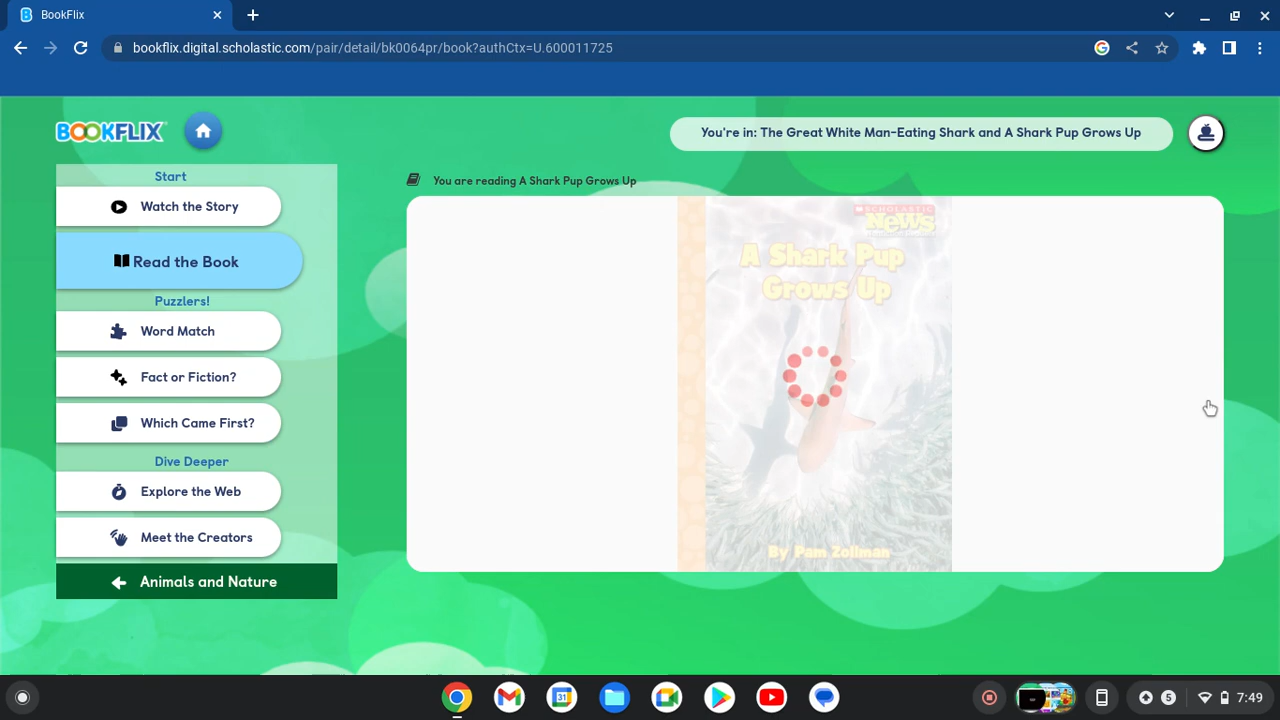 BookFlix
bookflix.digital.scholastic.com/pair/detail/bk0064pr/book?authCtx=U.600011725
BOOKFLIX
You're in: The Great White Man-Eating Shark and A Shark Pup Grows Up
Start
You are reading A Shark Pup Grows Up
Watch the Story
Read the Book
Puzzlers!
Word Match
Fact or Fiction?
Which Came First?
Dive Deeper
Explore the Web
Meet the Creators
Animals and Nature
SCHOLASTIC
News
A Shark Pup
Grows Up
By Pam Zollman
31
5
7:49